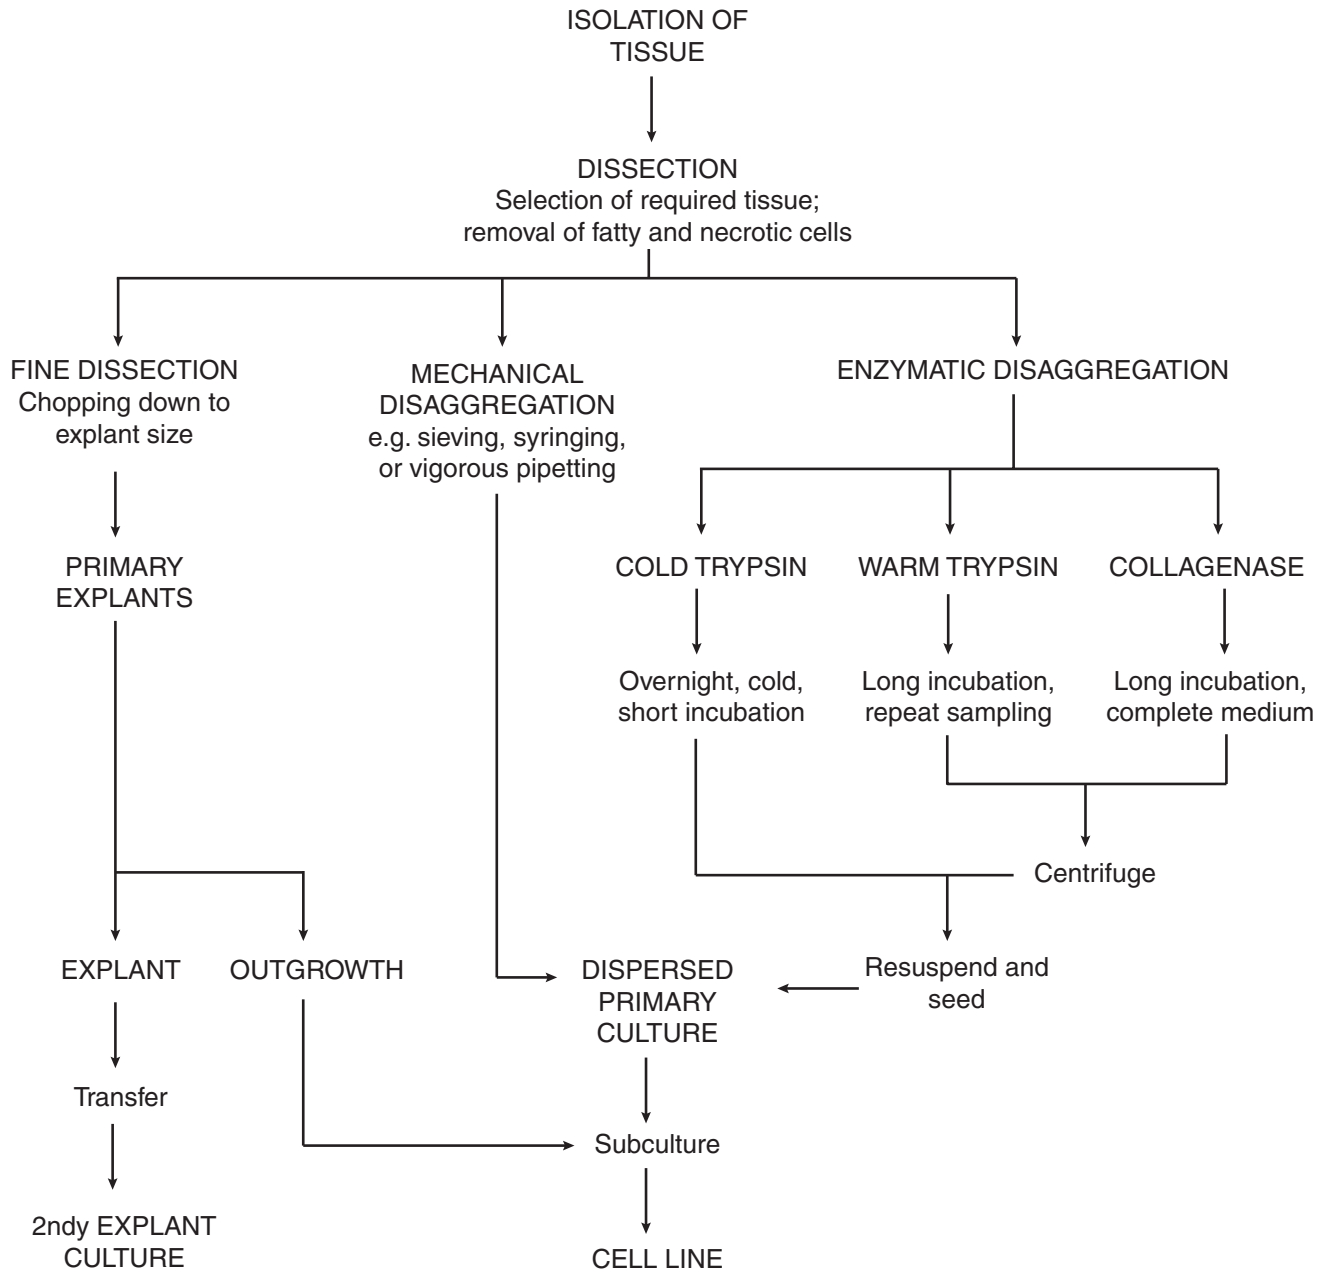 ISOLATION OF
TISSUE
DISSECTION
Selection of required tissue;
removal of fatty and necrotic cells
FINE DISSECTION
Chopping down to
explant size
MECHANICAL
DISAGGREGATION
e.g. sieving, syringing,
or vigorous pipetting
ENZYMATIC DISAGGREGATION
PRIMARY
EXPLANTS
COLD TRYPSIN
WARM TRYPSIN
COLLAGENASE
Overnight, cold,
short incubation
Long incubation,
repeat sampling
Long incubation,
complete medium
Centrifuge
EXPLANT
OUTGROWTH
DISPERSED
PRIMARY
CULTURE
Resuspend and
seed
Transfer
Subculture
2ndy EXPLANT
CULTURE
CELL LINE